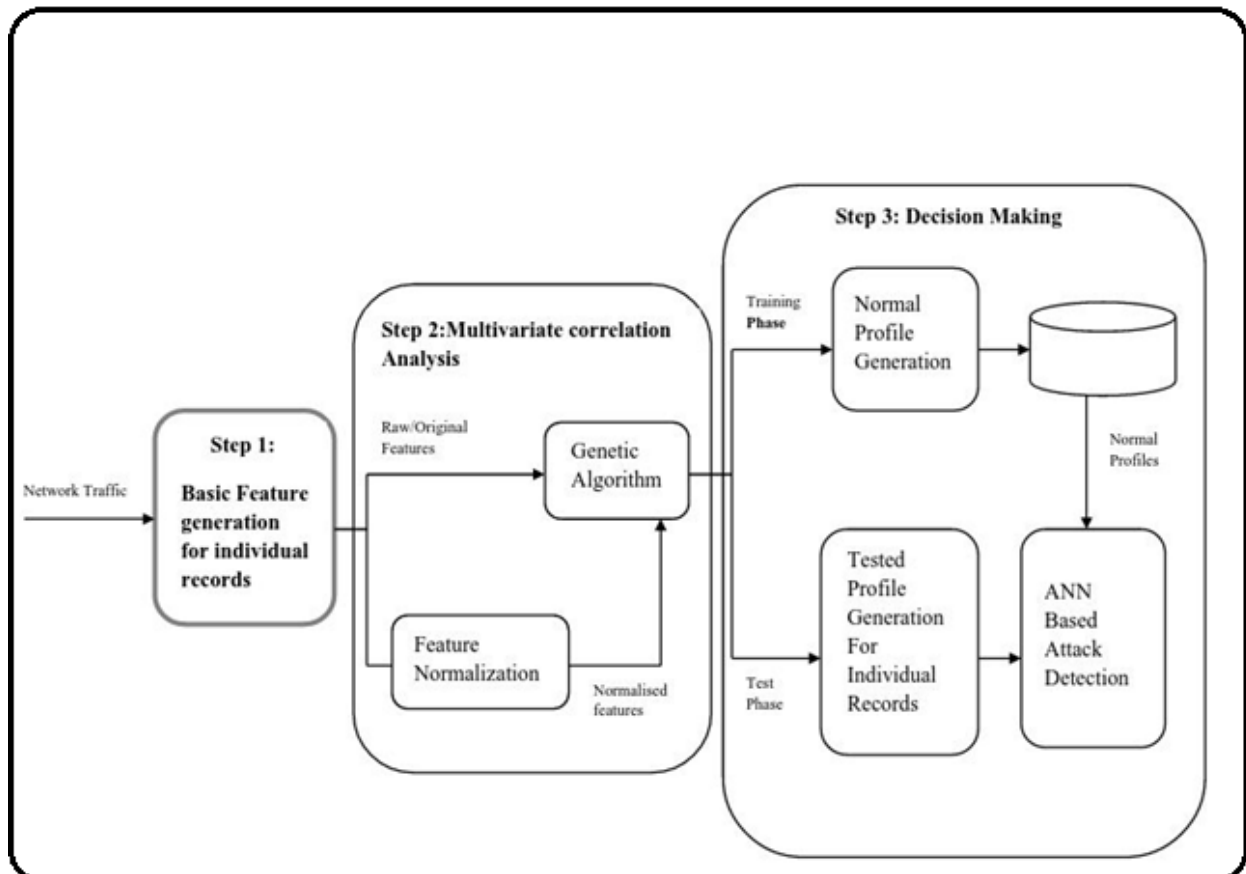 Network Traffic
Step 1:
Basic Feature
generation
for individual
records
Step 2:Multivariate correlation
Analysis
Raw/Original
Features
Genetic
Algorithm
Feature
Normalization
Normalised
features
Step 3: Decision Making
Training
Phase
Normal
Profile
Generation
Normal
Profiles
Test
Phase
Tested
Profile
Generation
For
Individual
Records
ANN
Based
Attack
Detection